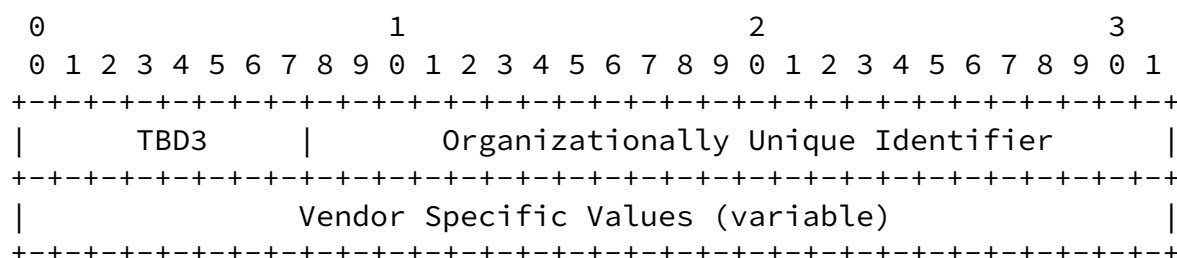 0                   1                   2                   3
 0 1 2 3 4 5 6 7 8 9 0 1 2 3 4 5 6 7 8 9 0 1 2 3 4 5 6 7 8 9 0 1
+-+-+-+-+-+-+-+-+-+-+-+-+-+-+-+-+-+-+-+-+-+-+-+-+-+-+-+-+-+-+-+-+
|      TBD3     |       Organizationally Unique Identifier      |
+-+-+-+-+-+-+-+-+-+-+-+-+-+-+-+-+-+-+-+-+-+-+-+-+-+-+-+-+-+-+-+-+
|               Vendor Specific Values (variable)               |
+-+-+-+-+-+-+-+-+-+-+-+-+-+-+-+-+-+-+-+-+-+-+-+-+-+-+-+-+-+-+-+-+